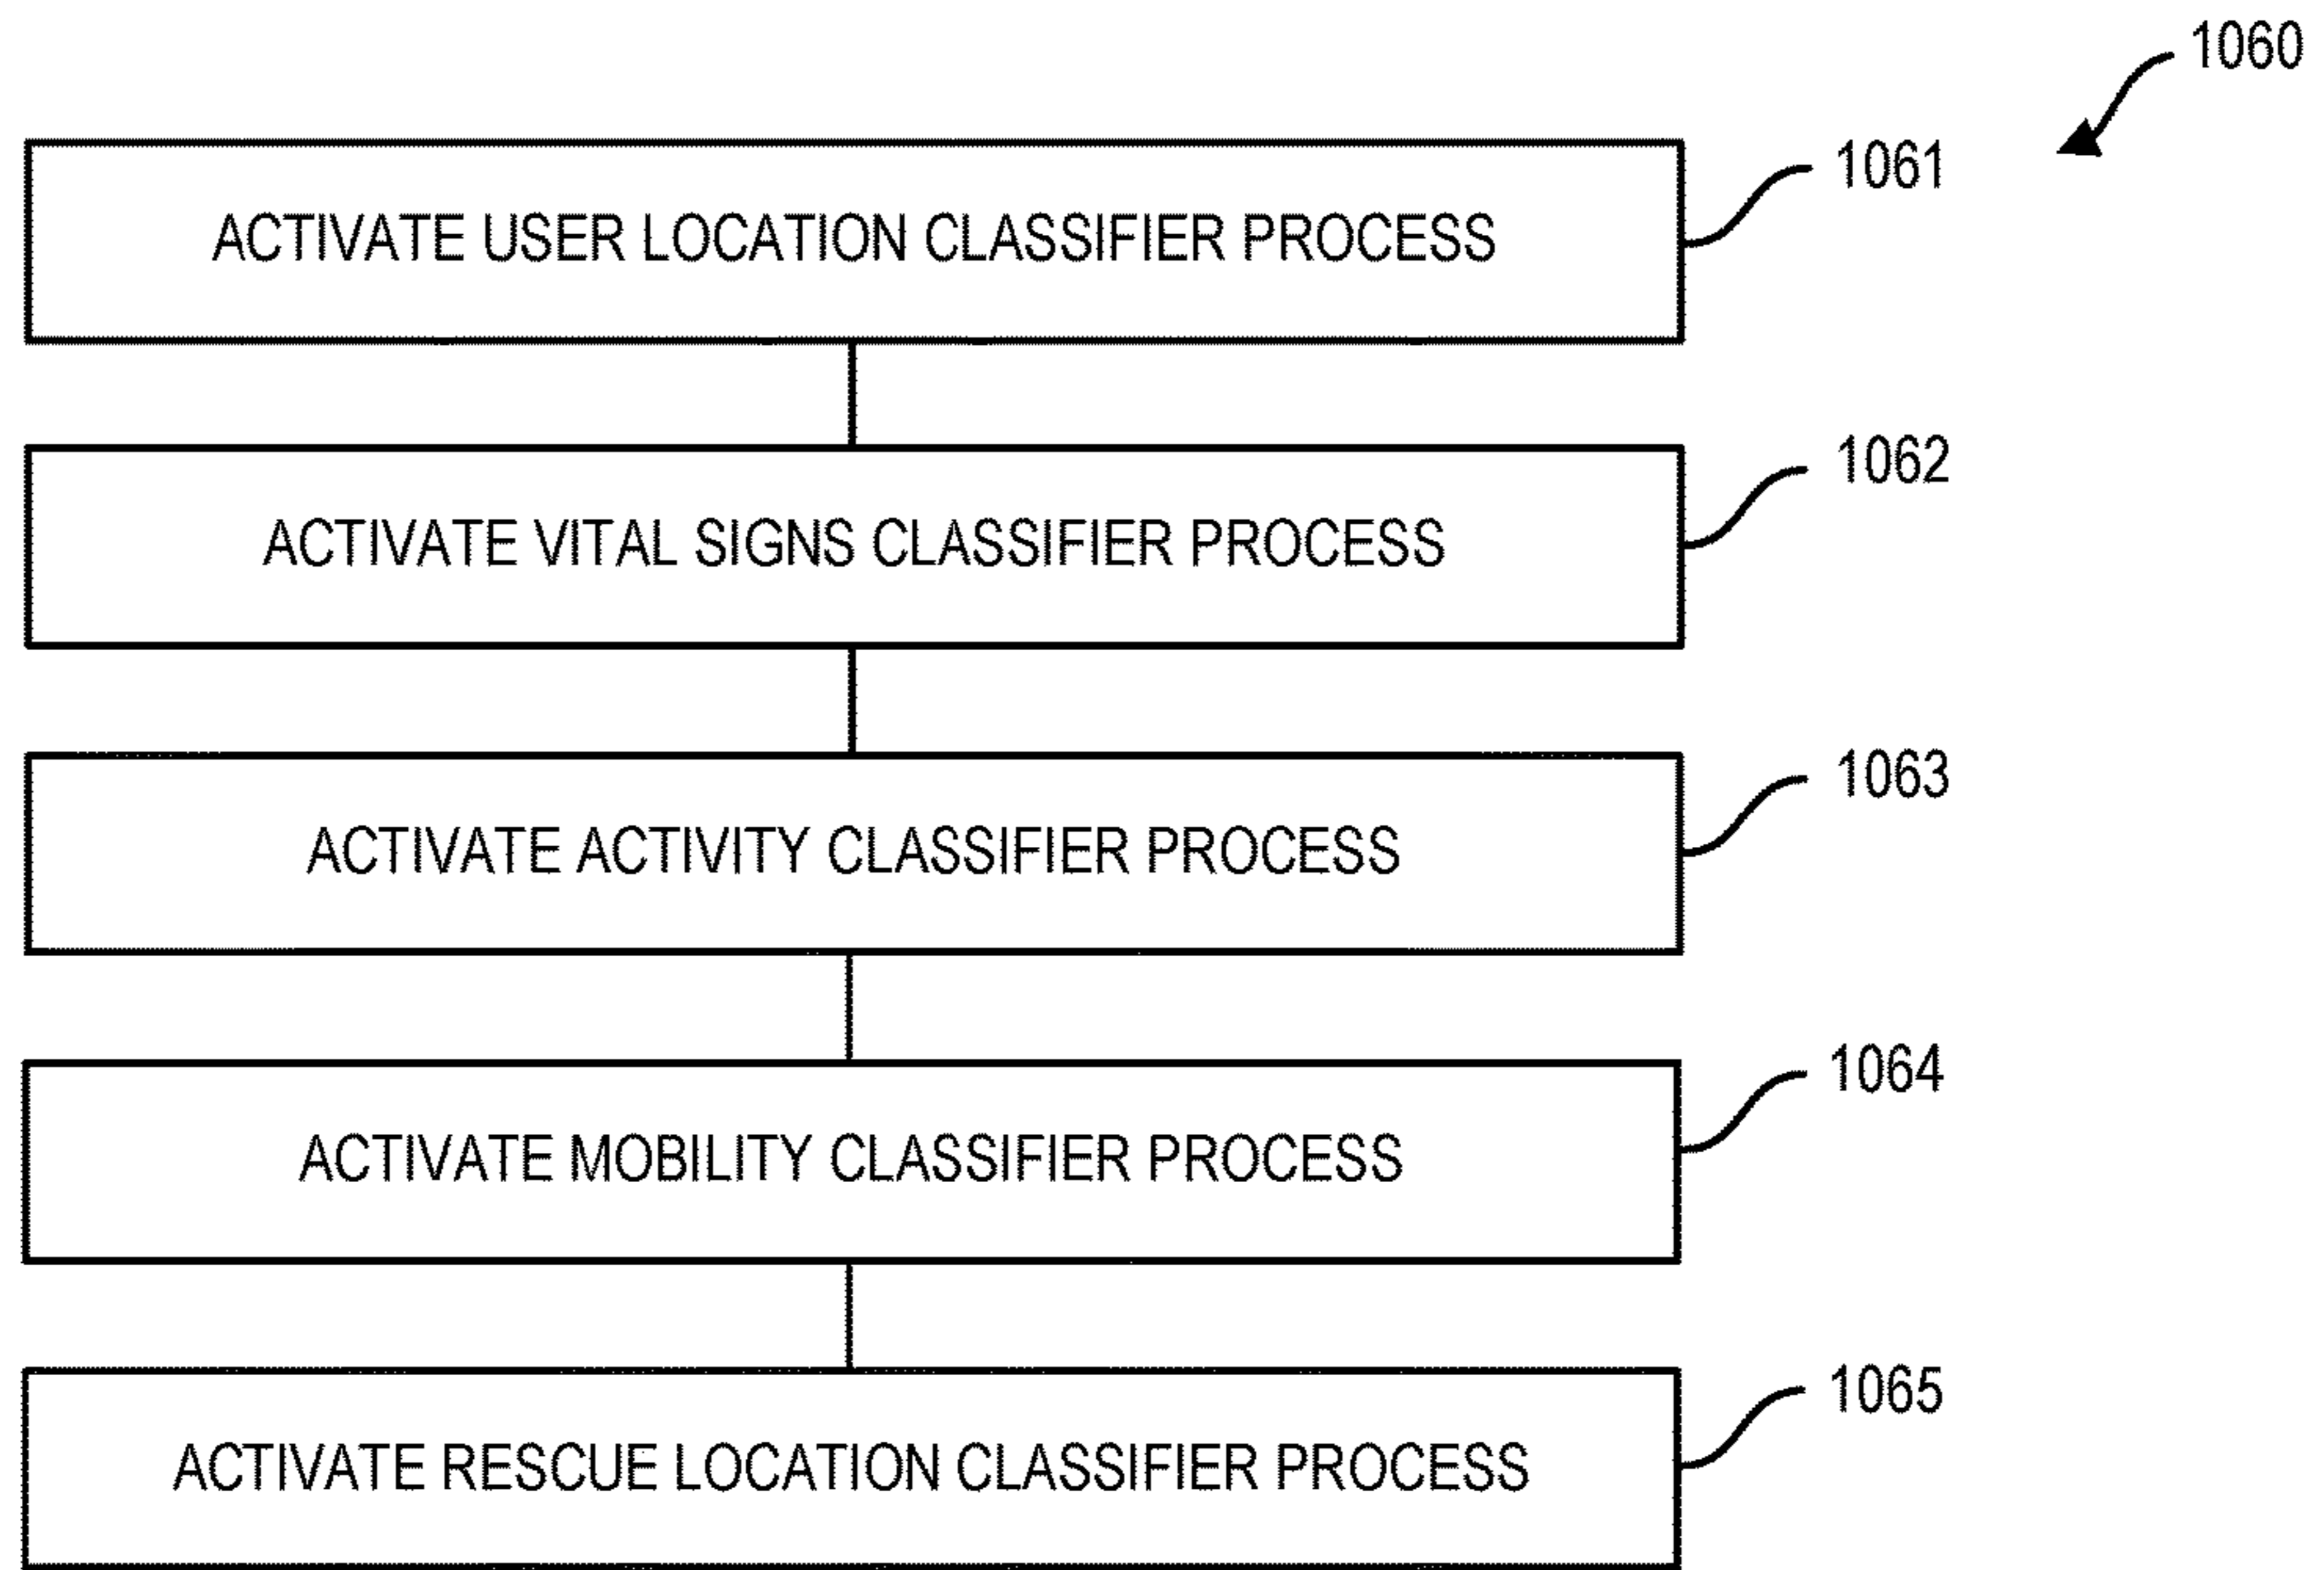 1060
ACTIVATE USER LOCATION CLASSIFIER PROCESS
1061
ACTIVATE VITAL SIGNS CLASSIFIER PROCESS
1062
ACTIVATE ACTIVITY CLASSIFIER PROCESS
1063
ACTIVATE MOBILITY CLASSIFIER PROCESS
1064
ACTIVATE RESCUE LOCATION CLASSIFIER PROCESS
1065